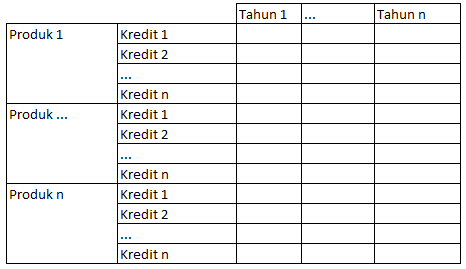 Tahun 1 ... Tahun n
Produk 1 Kredit 1
Kredit 2
...
Kredit n
Produk ... Kredit 1
Kredit 2
...
Kredit n
Produk n Kredit 1
Kredit 2
...
Kredit n